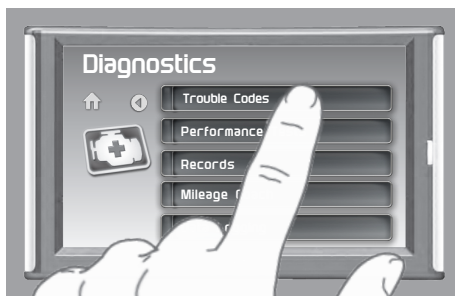 Diagnostics
Trouble Codes
Performance
Records
Mileage